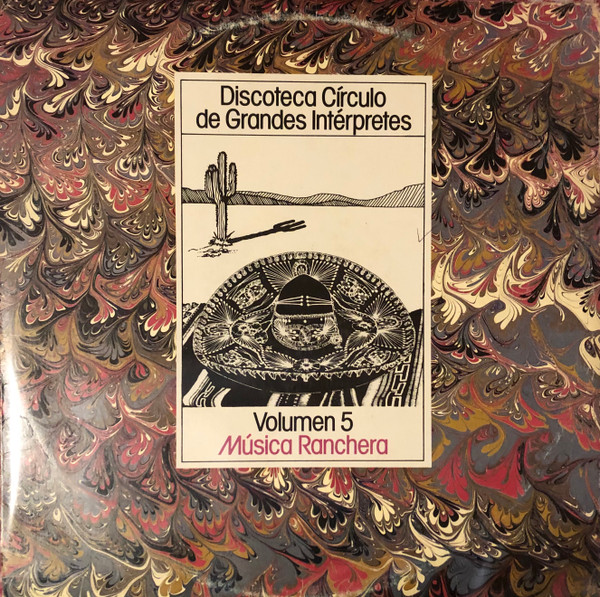 Discoteca Círculo
de Grandes Intérpretes
Volumen 5
Música Ranchera